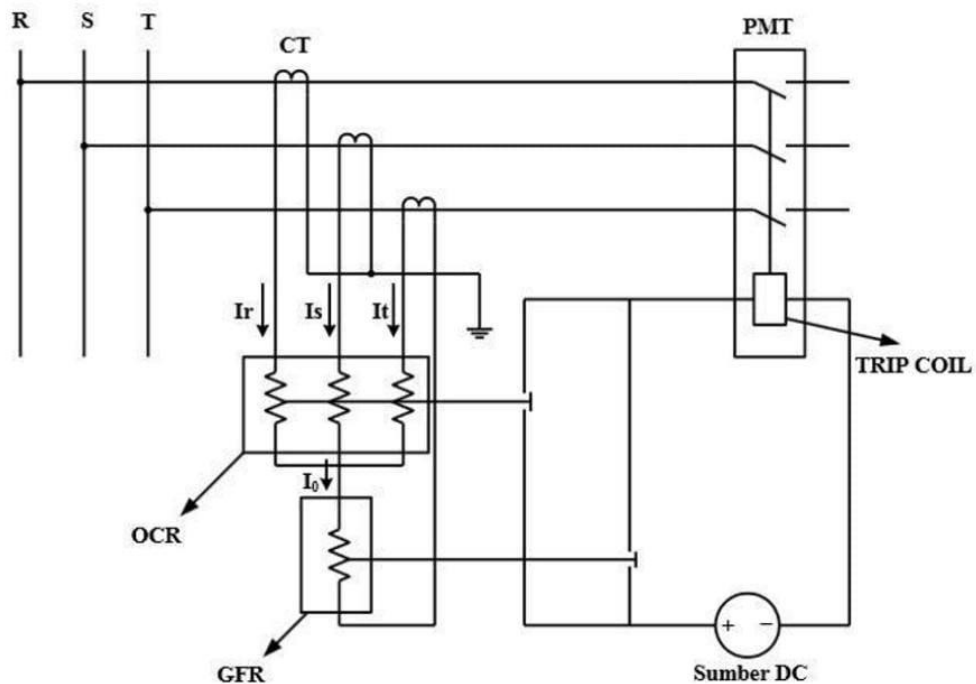 R S T
CT
PMT
Ir Is It
TRIP COIL
I₀
OCR
GFR
+ −
Sumber DC